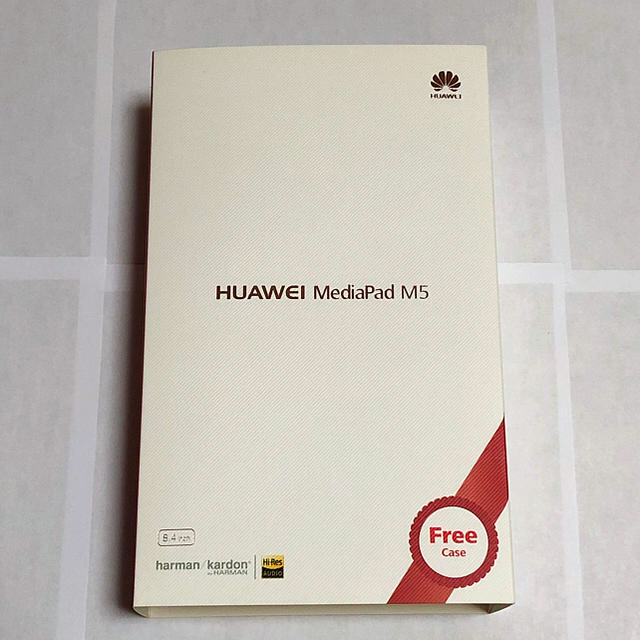 HUAWEI
HUAWEI MediaPad M5
8.4 inch
Free
Case
harman/kardon®
by HARMAN
Hi-Res
AUDIO